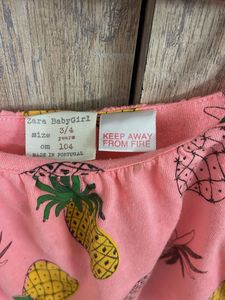 Zara BabyGirl
size 3/4 years
cm 104
MADE IN PORTUGAL
KEEP AWAY
FROM FIRE